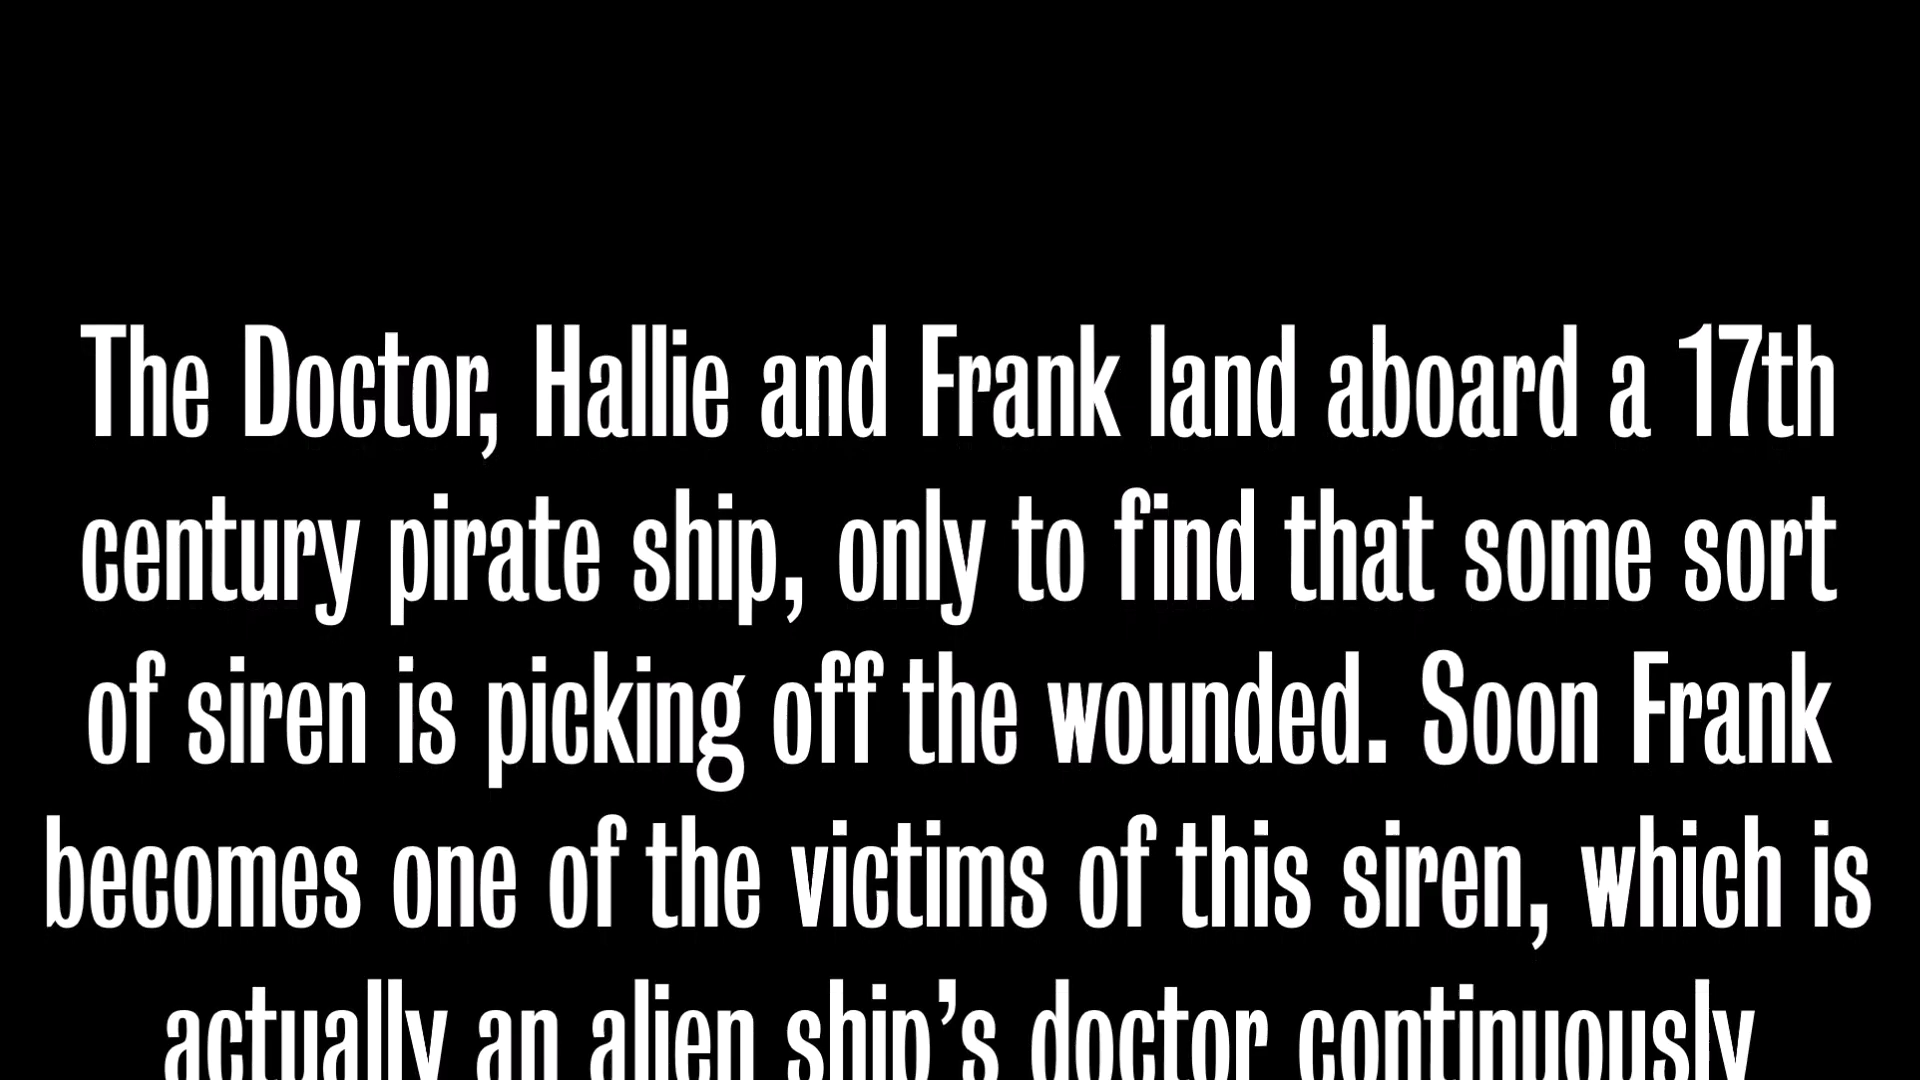 The Doctor, Hallie and Frank land aboard a 17th
century pirate ship, only to find that some sort
of siren is picking off the wounded. Soon Frank
becomes one of the victims of this siren, which is
actually an alien ship’s doctor continuously